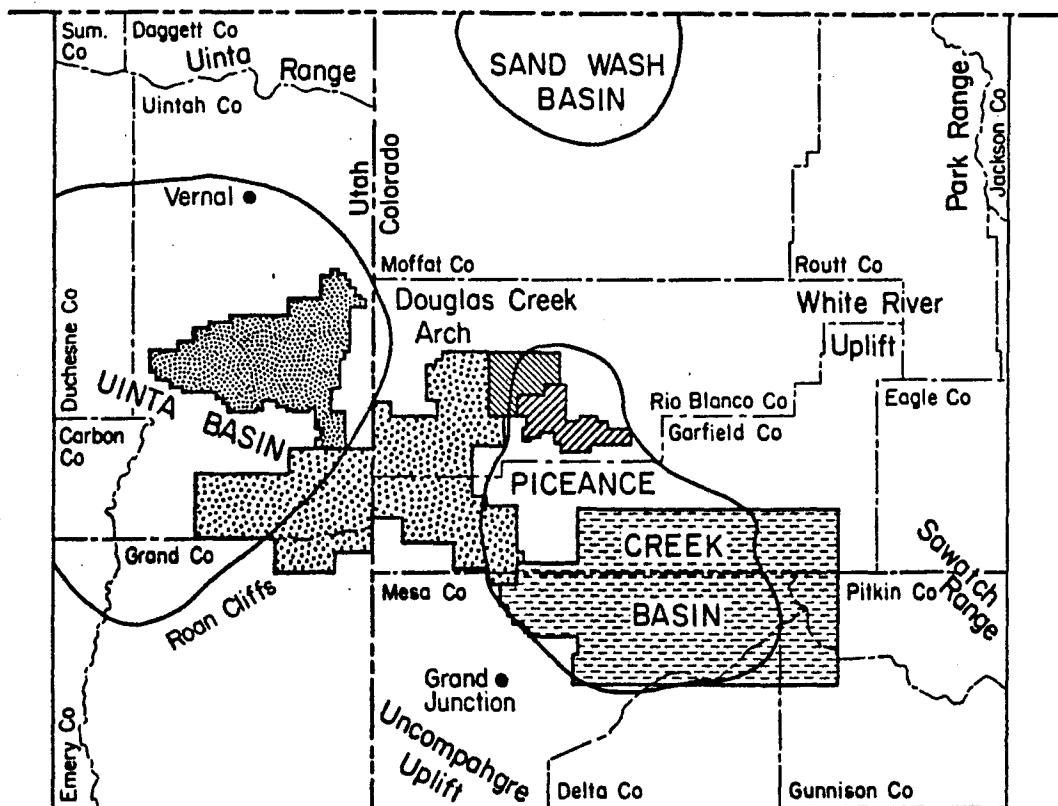 Sum.
Co
Daggett Co
Uinta
Range
Uintah Co
SAND WASH
BASIN
Park Range
Jackson Co
Utah
Colorado
Vernal
Moffat Co
Routt Co
Douglas Creek
Arch
White River
Uplift
Duchesne Co
UINTA
BASIN
Carbon
Co
Rio Blanco Co
Garfield Co
Eagle Co
PICEANCE
CREEK
BASIN
Grand Co
Roan Cliffs
Mesa Co
Pitkin Co
Sawatch
Range
Grand
Junction
Uncompahgre
Uplift
Emery Co
Delta Co
Gunnison Co